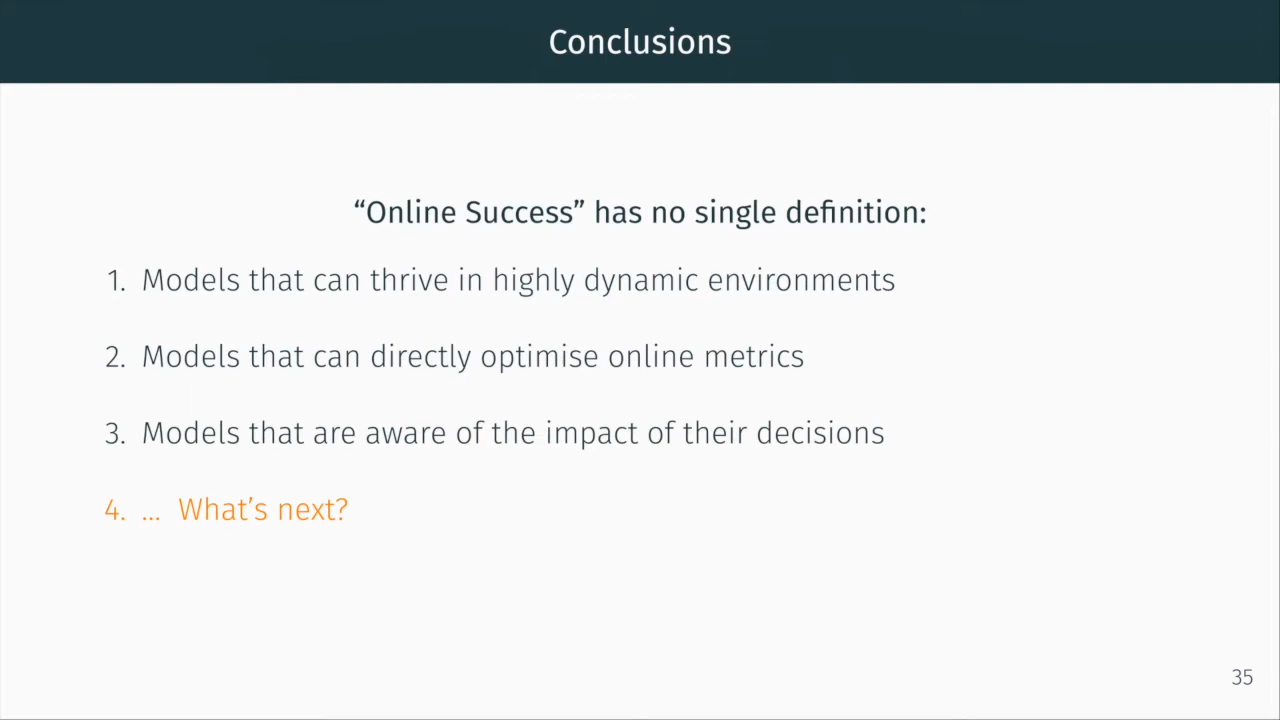 Conclusions
“Online Success” has no single definition:
1. Models that can thrive in highly dynamic environments
2. Models that can directly optimise online metrics
3. Models that are aware of the impact of their decisions
4. ... What’s next?
35